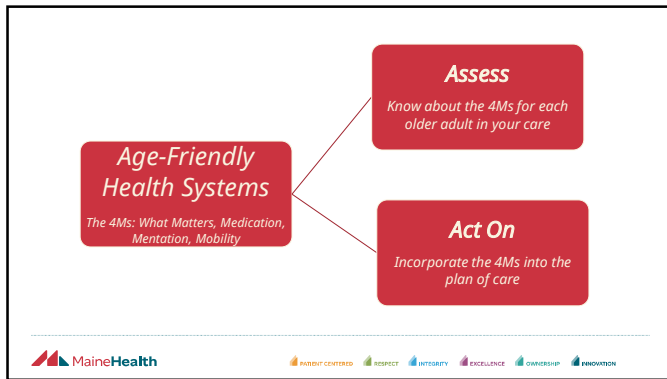 Assess
Know about the 4Ms for each
older adult in your care
Age-Friendly
Health Systems
The 4Ms: What Matters, Medication,
Mentation, Mobility
Act On
Incorporate the 4Ms into the
plan of care
MaineHealth
PATIENT CENTERED
RESPECT
INTEGRITY
EXCELLENCE
OWNERSHIP
INNOVATION